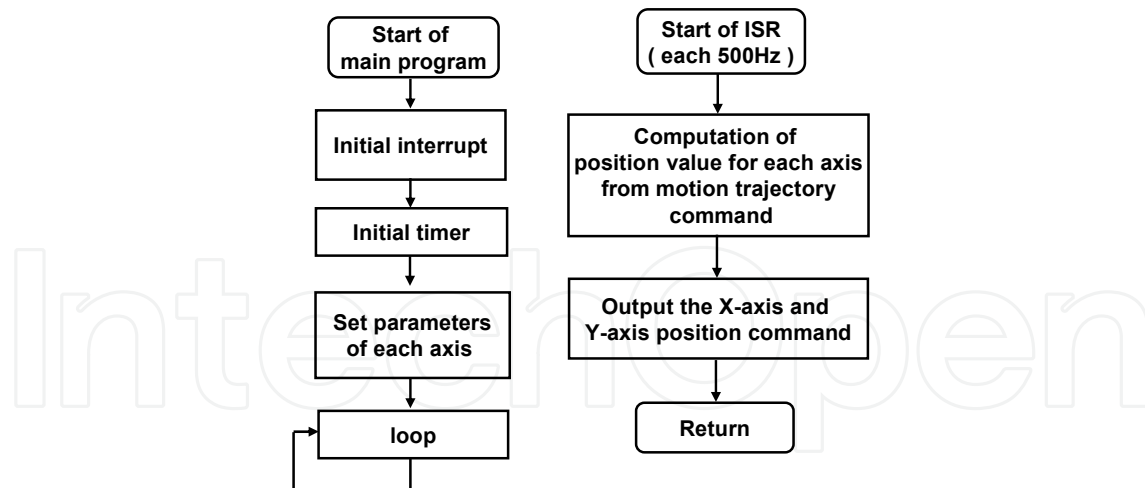 Start of
main program
Initial interrupt
Initial timer
Set parameters
of each axis
loop
Start of ISR
( each 500Hz )
Computation of
position value for each axis
from motion trajectory
command
Output the X-axis and
Y-axis position command
Return
IntechOpen